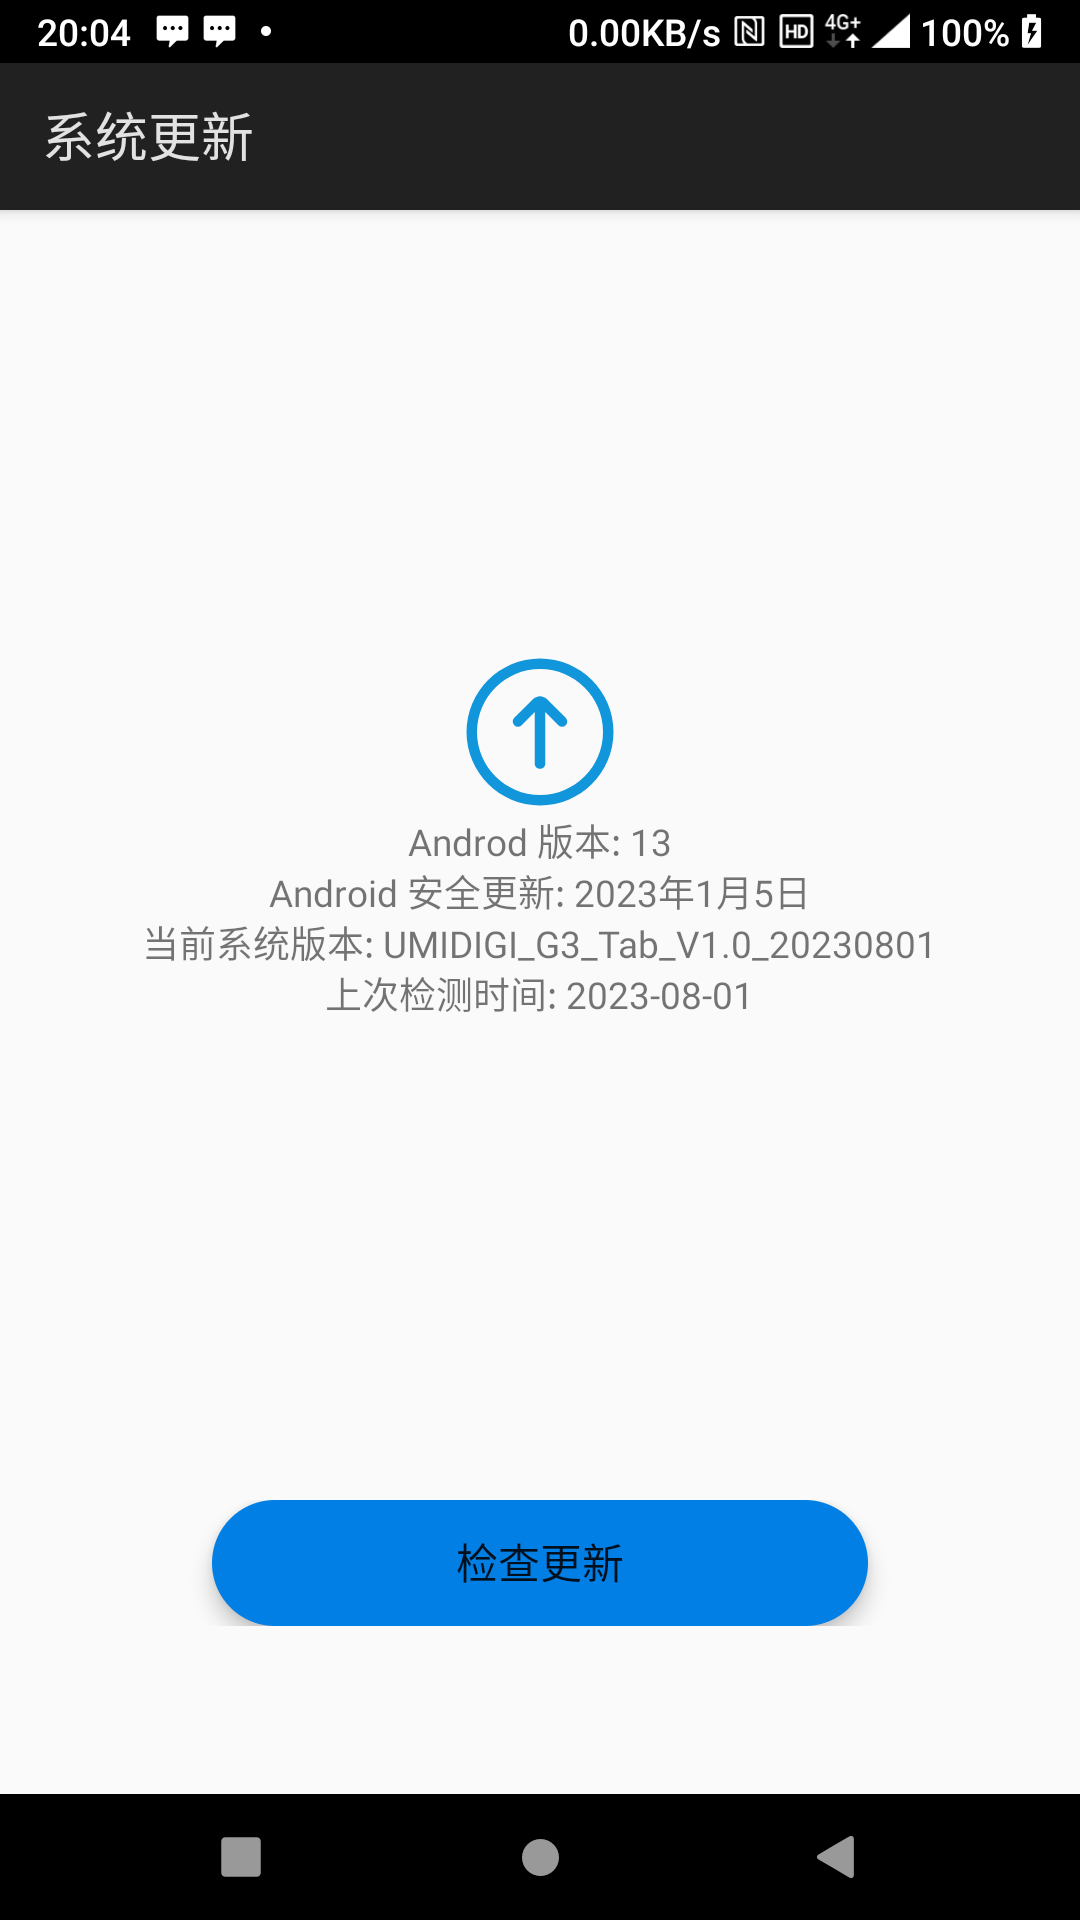 20:04
0.00KB/s HD 4G+ 100%
系统更新
Androd 版本: 13
Android 安全更新: 2023年1月5日
当前系统版本: UMIDIGI_G3_Tab_V1.0_20230801
上次检测时间: 2023-08-01
检查更新